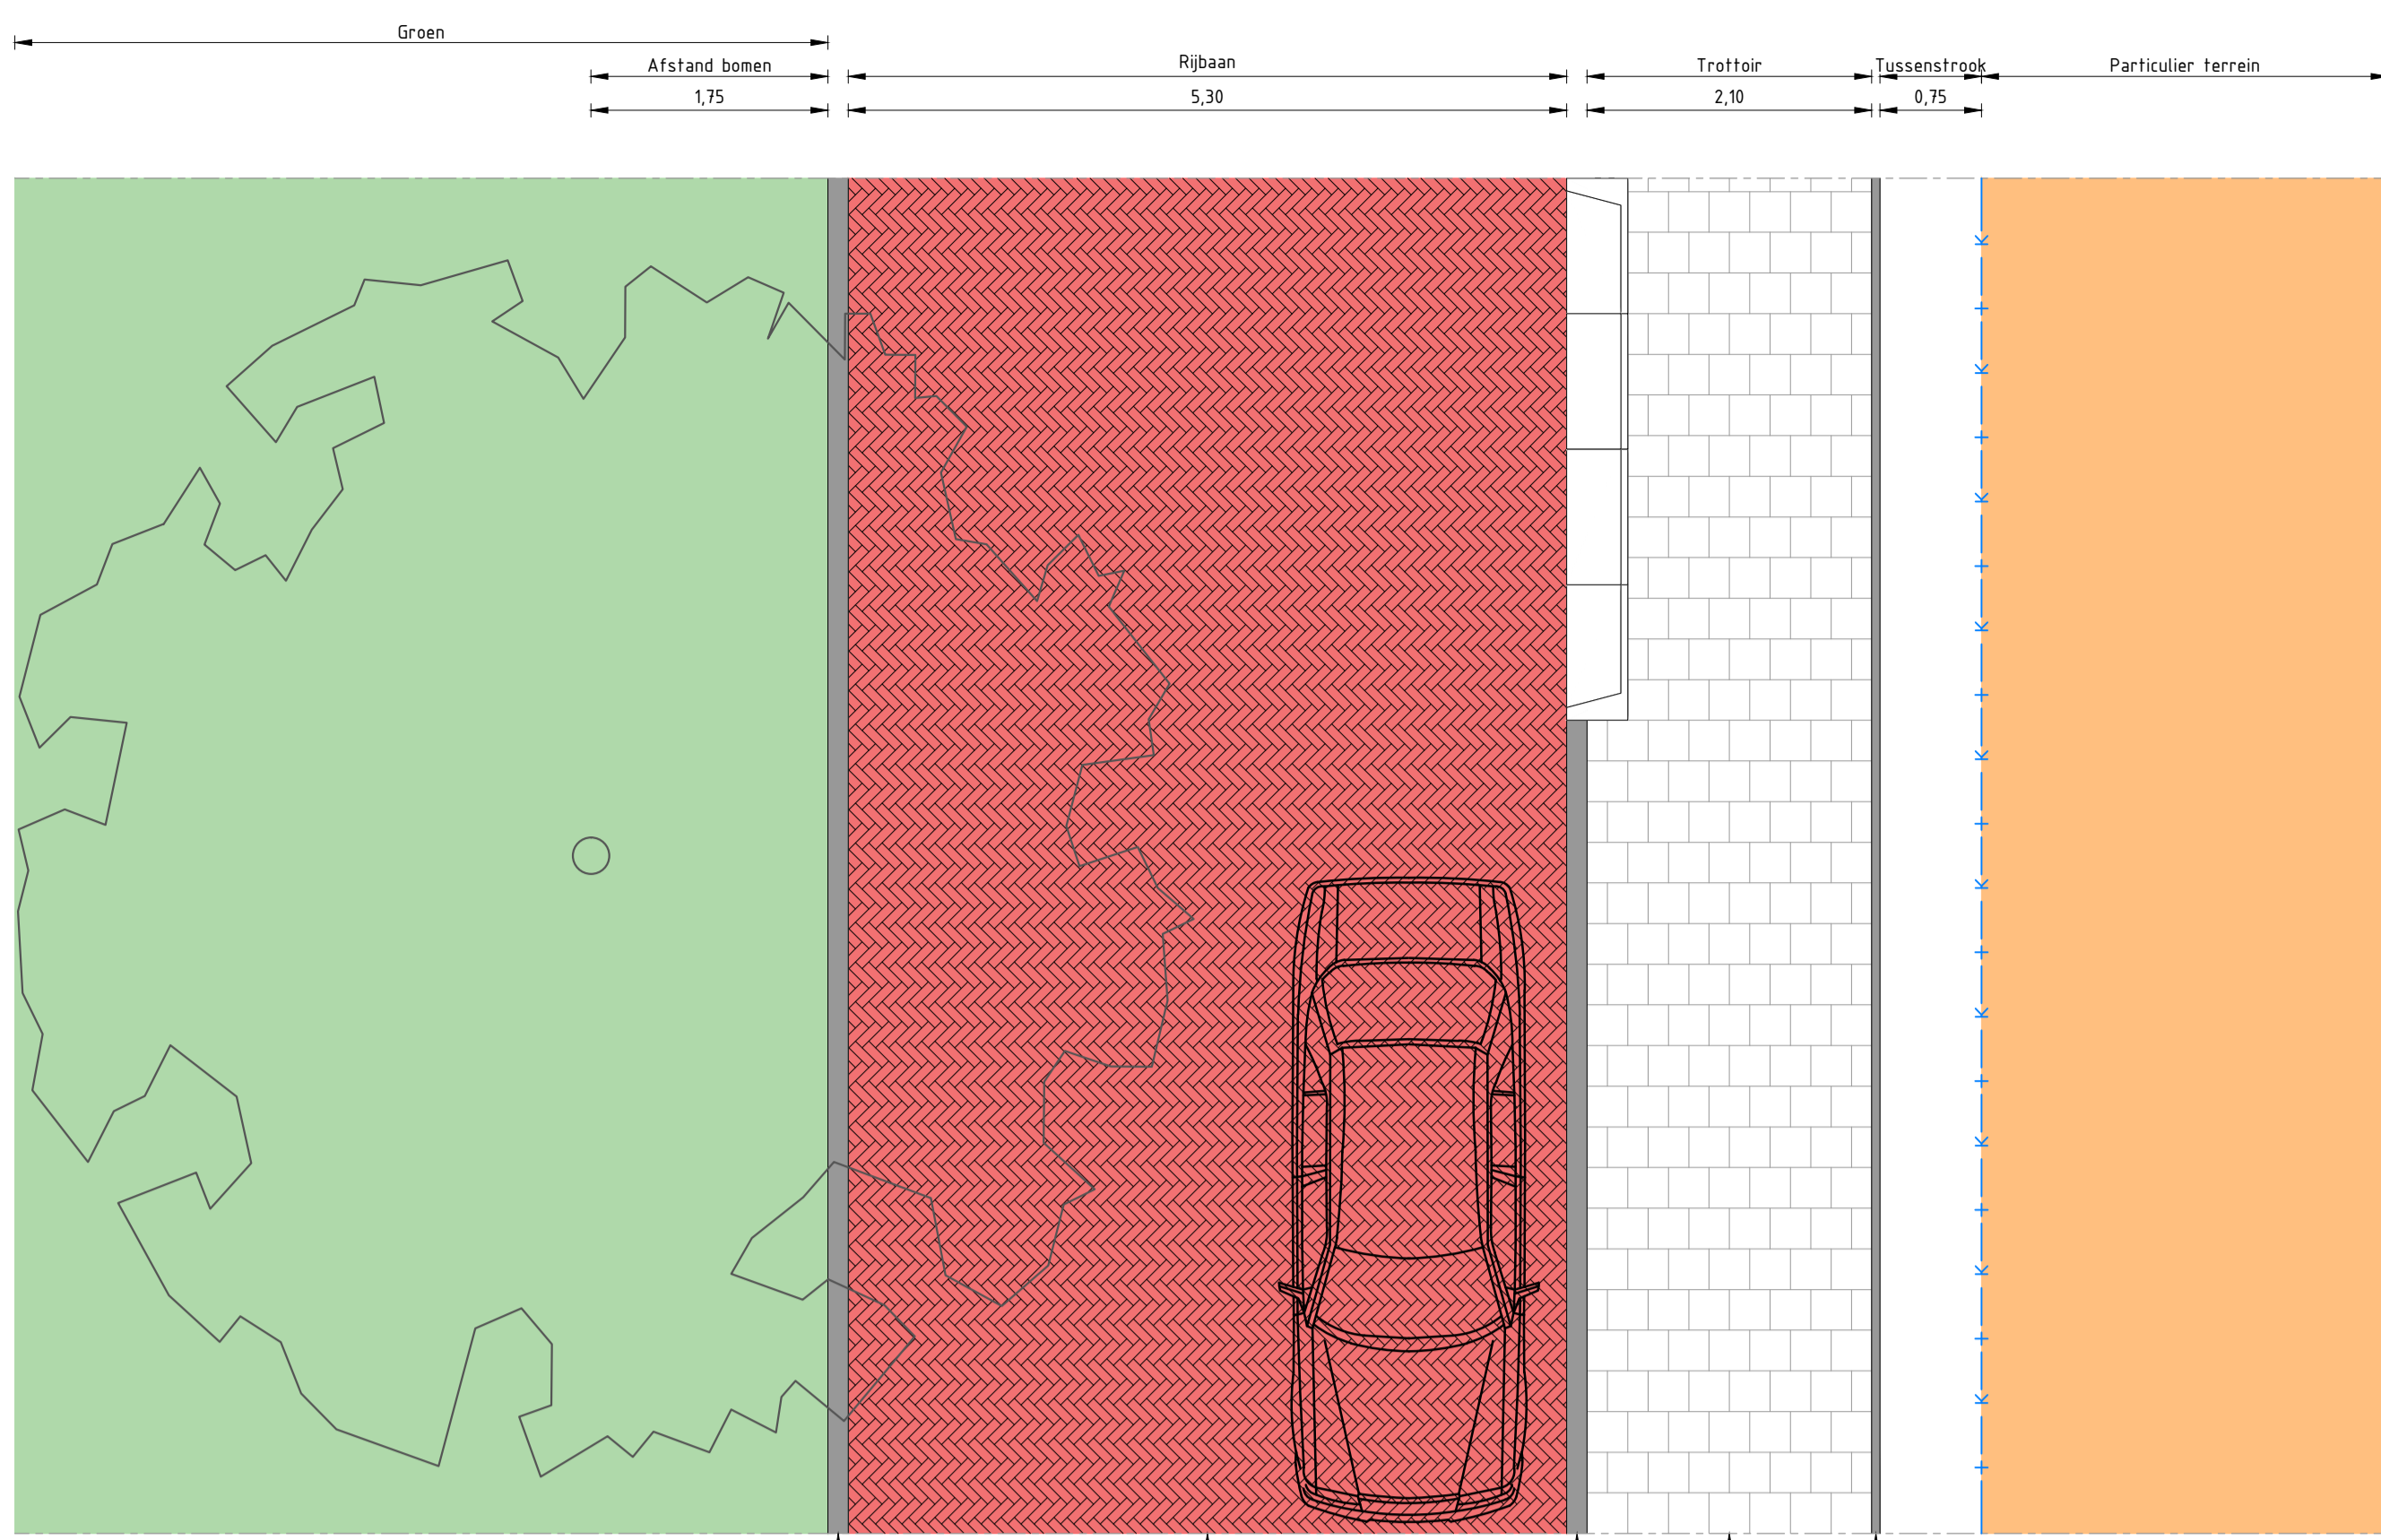 Groen
Afstand bomen
Rijbaan
Trottoir
Tussenstrook
Particulier terrein
1,75
5,30
2,10
0,75